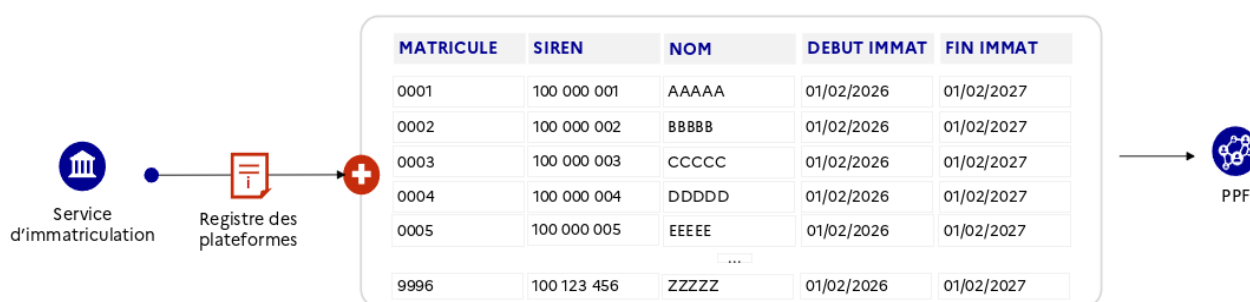 MATRICULE SIREN NOM DEBUT IMMAT FIN IMMAT
0001 100 000 001 AAAAA 01/02/2026 01/02/2027
0002 100 000 002 BBBBB 01/02/2026 01/02/2027
0003 100 000 003 CCCCC 01/02/2026 01/02/2027
0004 100 000 004 DDDDD 01/02/2026 01/02/2027
0005 100 000 005 EEEEE 01/02/2026 01/02/2027
...
9996 100 123 456 ZZZZZ 01/02/2026 01/02/2027
Service
d’immatriculation
Registre des
plateformes
PPF